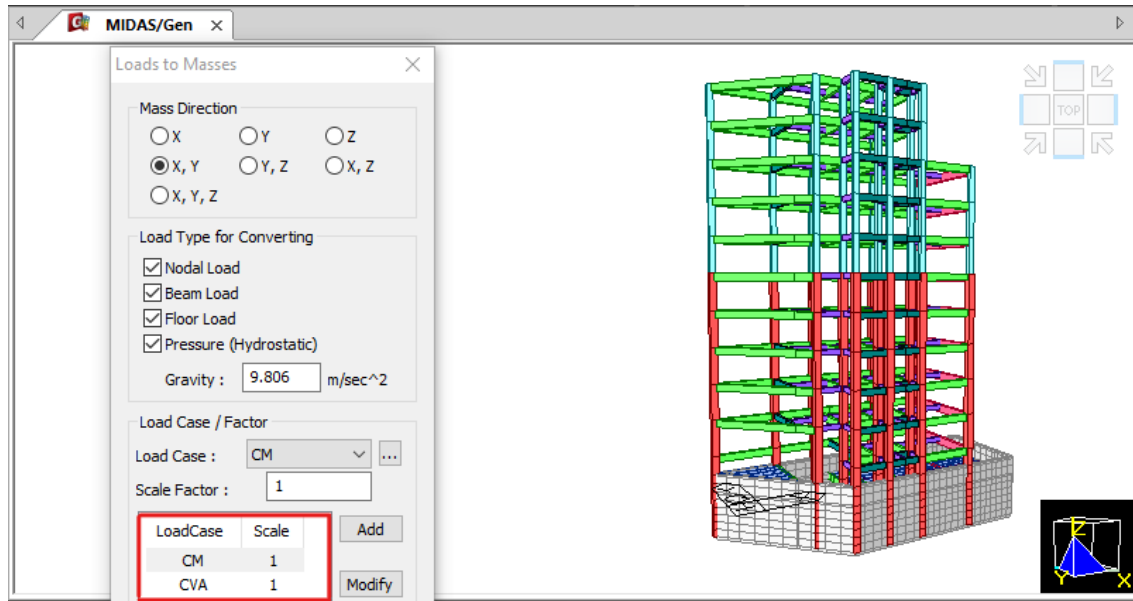 MIDAS/Gen
Loads to Masses
Mass Direction
X Y Z
X, Y Y, Z X, Z
X, Y, Z
Load Type for Converting
Nodal Load
Beam Load
Floor Load
Pressure (Hydrostatic)
Gravity : 9.806 m/sec^2
Load Case / Factor
Load Case : CM ...
Scale Factor : 1
LoadCase Scale Add
CM 1
CVA 1 Modify
TOP
Z
Y X